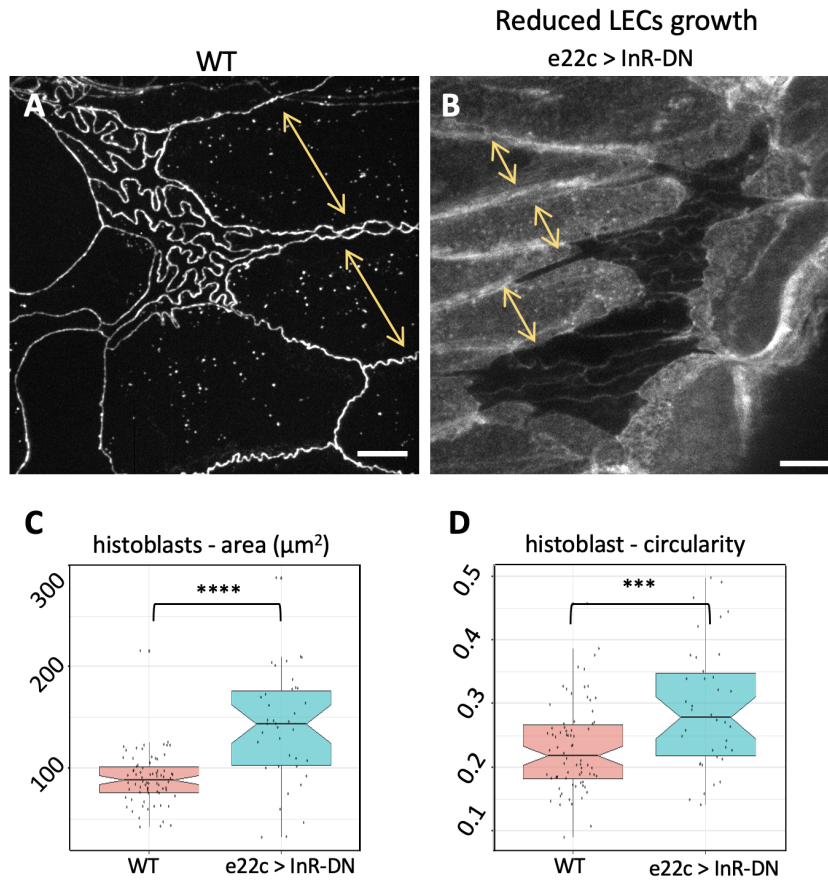 Reduced LECs growth
WT
e22c > InR-DN
A
B
C
D
histoblasts - area (µm²)
histoblast - circularity
300
200
100
****
WT
e22c > InR-DN
0.5
0.4
0.3
0.2
0.1
***
WT
e22c > InR-DN